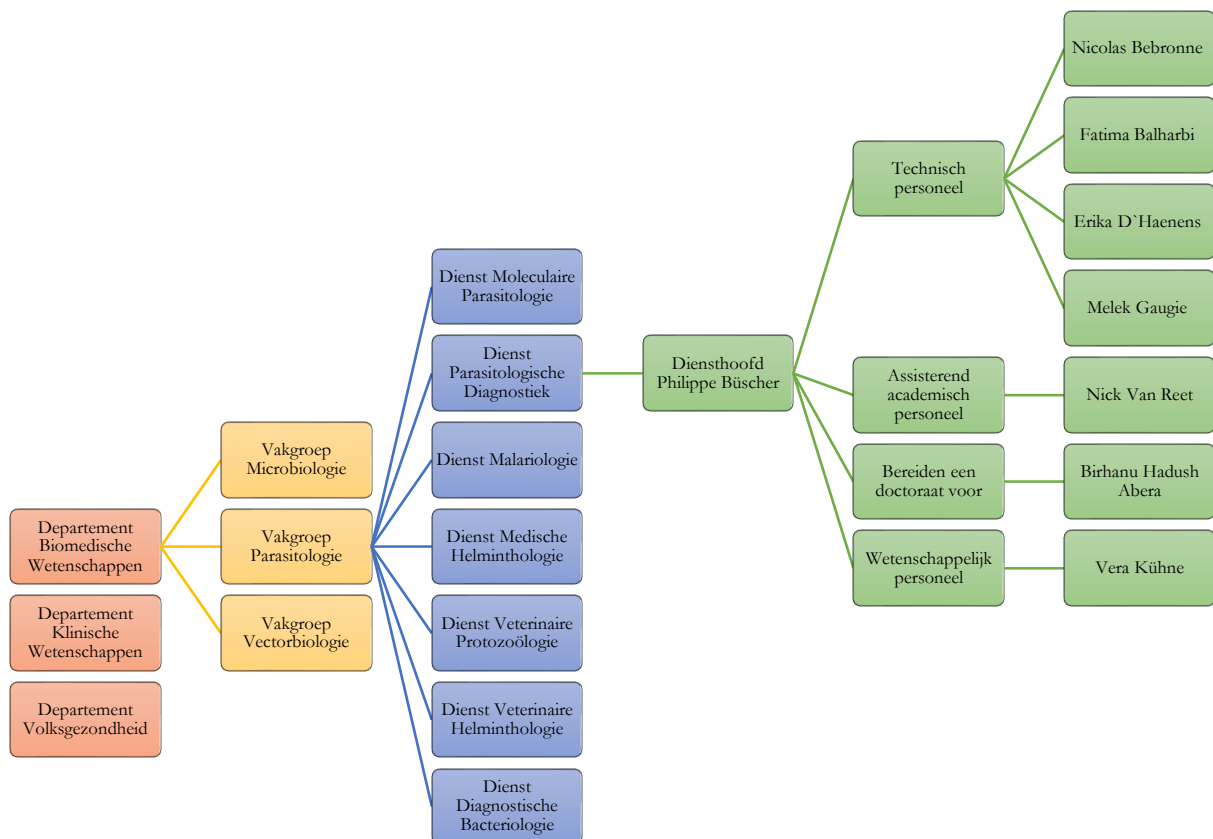 Departement
Biomedische
Wetenschappen
Departement
Klinische
Wetenschappen
Departement
Volksgezondheid
Vakgroep
Microbiologie
Vakgroep
Parasitologie
Vakgroep
Vectorbiologie
Dienst Moleculaire
Parasitologie
Dienst
Parasitologische
Diagnostiek
Dienst Malariologie
Dienst Medische
Helminthologie
Dienst Veterinaire
Protozoölogie
Dienst Veterinaire
Helminthologie
Dienst
Diagnostische
Bacteriologie
Diensthoofd
Philippe Büscher
Technisch
personeel
Assisterend
academisch
personeel
Bereiden een
doctoraat voor
Wetenschappelijk
personeel
Nicolas Bebronne
Fatima Balharbi
Erika D`Haenens
Melek Gaugie
Nick Van Reet
Birhanu Hadush
Abera
Vera Kühne